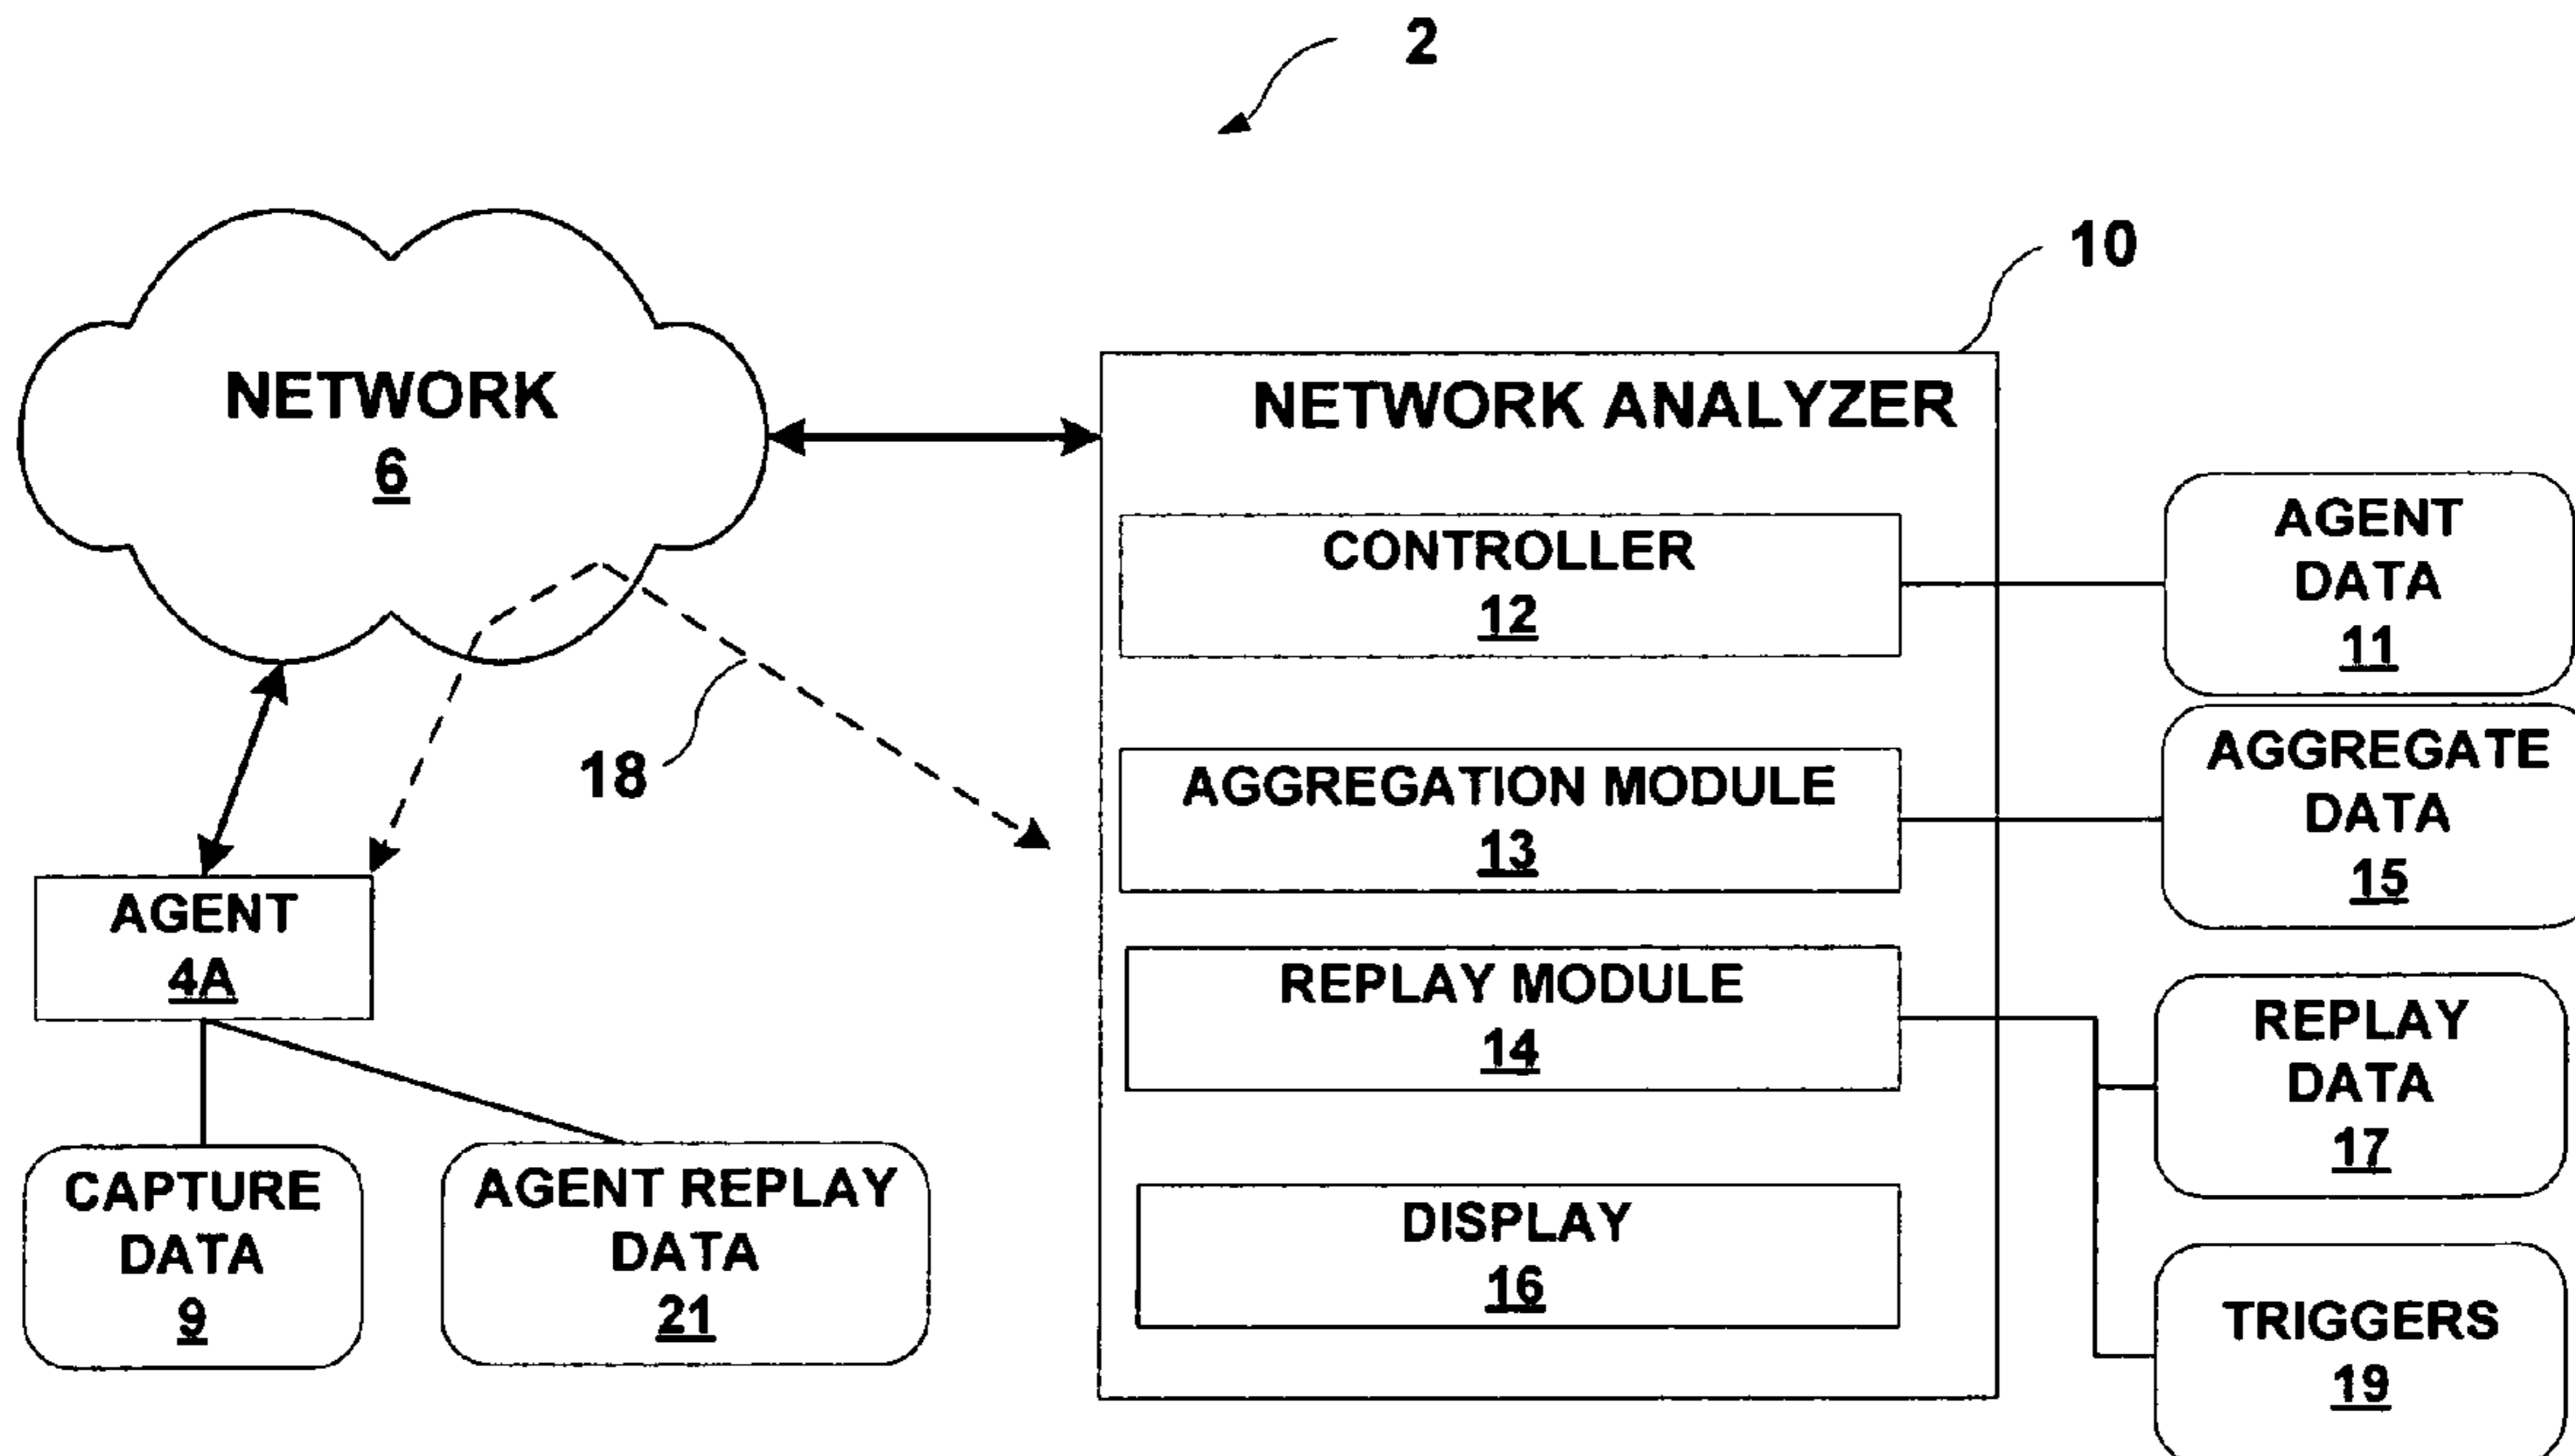 2
10
NETWORK
6
NETWORK ANALYZER
CONTROLLER
12
AGENT
DATA
11
18
AGGREGATION MODULE
13
AGGREGATE
DATA
15
AGENT
4A
REPLAY MODULE
14
REPLAY
DATA
17
CAPTURE
DATA
9
AGENT REPLAY
DATA
21
DISPLAY
16
TRIGGERS
19